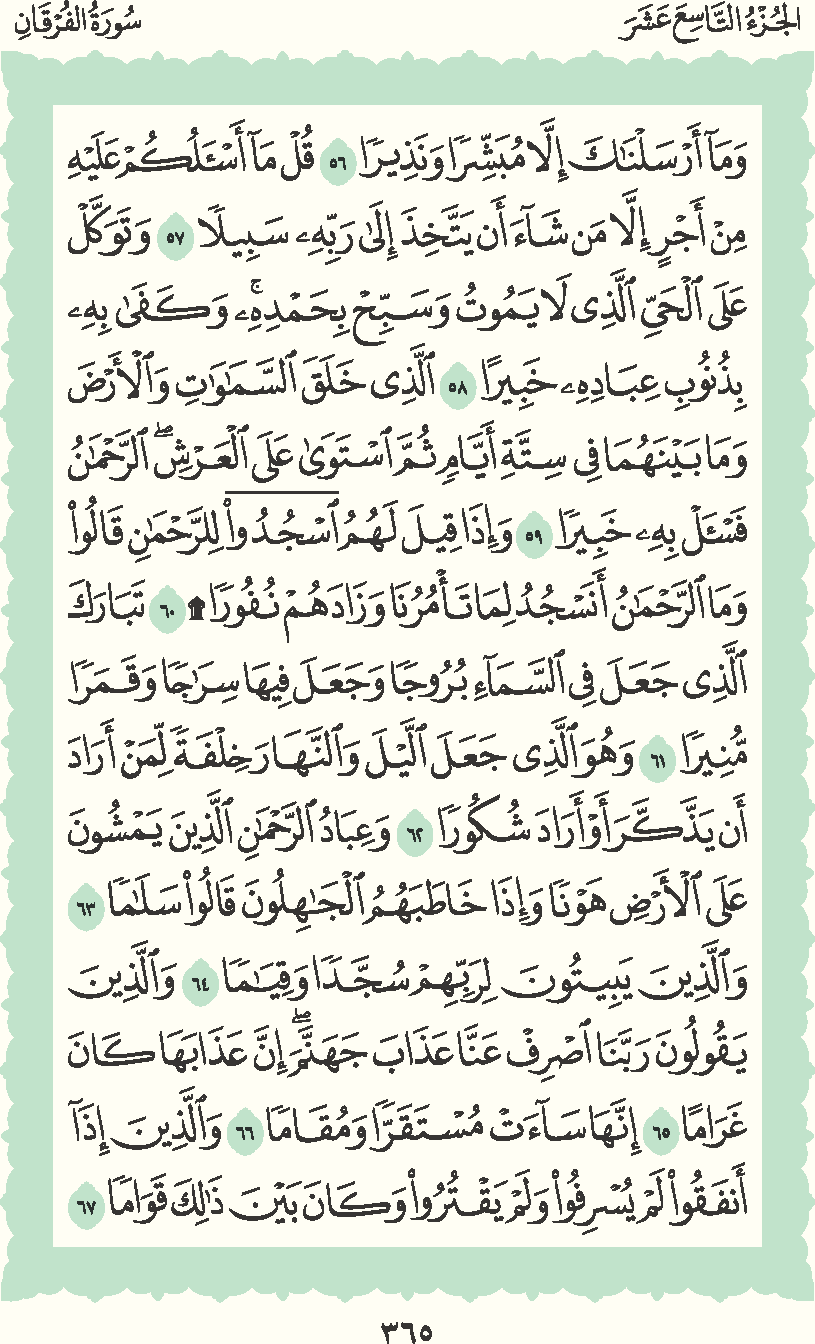 الجُزْءُ التَّاسِعَ عَشَرَ
سُورَةُ الفُرْقَانِ
وَمَآ أَرْسَلْنَٰكَ إِلَّا مُبَشِّرًا وَنَذِيرًا ٥٦ قُلْ مَآ أَسْـَٔلُكُمْ عَلَيْهِ
مِنْ أَجْرٍ إِلَّا مَن شَآءَ أَن يَتَّخِذَ إِلَىٰ رَبِّهِۦ سَبِيلًا ٥٧ وَتَوَكَّلْ
عَلَى ٱلْحَىِّ ٱلَّذِى لَا يَمُوتُ وَسَبِّحْ بِحَمْدِهِۦ ۚ وَكَفَىٰ بِهِۦ
بِذُنُوبِ عِبَادِهِۦ خَبِيرًا ٥٨ ٱلَّذِى خَلَقَ ٱلسَّمَٰوَٰتِ وَٱلْأَرْضَ
وَمَا بَيْنَهُمَا فِى سِتَّةِ أَيَّامٍ ثُمَّ ٱسْتَوَىٰ عَلَى ٱلْعَرْشِ ۖ ٱلرَّحْمَٰنُ
فَسْـَٔلْ بِهِۦ خَبِيرًا ٥٩ وَإِذَا قِيلَ لَهُمُ ٱسْجُدُوا۟ لِلرَّحْمَٰنِ قَالُوا۟
وَمَا ٱلرَّحْمَٰنُ أَنَسْجُدُ لِمَا تَأْمُرُنَا وَزَادَهُمْ نُفُورًا ۩ ٦٠ تَبَارَكَ
ٱلَّذِى جَعَلَ فِى ٱلسَّمَآءِ بُرُوجًا وَجَعَلَ فِيهَا سِرَٰجًا وَقَمَرًا
مُّنِيرًا ٦١ وَهُوَ ٱلَّذِى جَعَلَ ٱلَّيْلَ وَٱلنَّهَارَ خِلْفَةً لِّمَنْ أَرَادَ
أَن يَذَّكَّرَ أَوْ أَرَادَ شُكُورًا ٦٢ وَعِبَادُ ٱلرَّحْمَٰنِ ٱلَّذِينَ يَمْشُونَ
عَلَى ٱلْأَرْضِ هَوْنًا وَإِذَا خَاطَبَهُمُ ٱلْجَٰهِلُونَ قَالُوا۟ سَلَٰمًا ٦٣
وَٱلَّذِينَ يَبِيتُونَ لِرَبِّهِمْ سُجَّدًا وَقِيَٰمًا ٦٤ وَٱلَّذِينَ
يَقُولُونَ رَبَّنَا ٱصْرِفْ عَنَّا عَذَابَ جَهَنَّمَ ۖ إِنَّ عَذَابَهَا كَانَ
غَرَامًا ٦٥ إِنَّهَا سَآءَتْ مُسْتَقَرًّا وَمُقَامًا ٦٦ وَٱلَّذِينَ إِذَآ
أَنفَقُوا۟ لَمْ يُسْرِفُوا۟ وَلَمْ يَقْتُرُوا۟ وَكَانَ بَيْنَ ذَٰلِكَ قَوَامًا ٦٧
٣٦٥